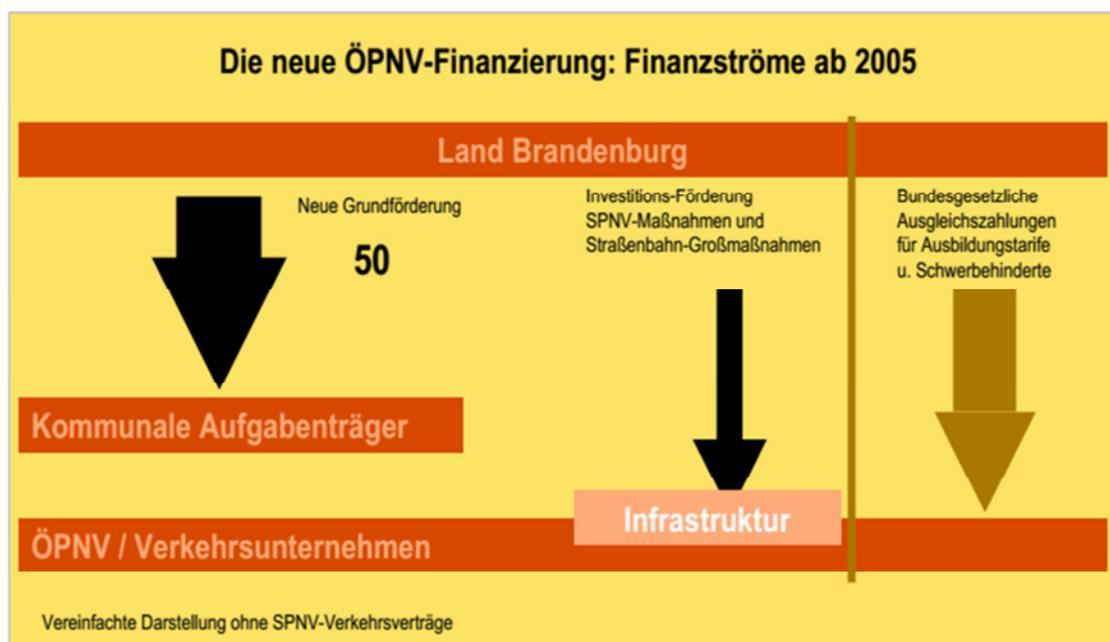 Die neue ÖPNV-Finanzierung: Finanzströme ab 2005
Land Brandenburg
Neue Grundförderung
50
Investitions-Förderung
SPNV-Maßnahmen und
Straßenbahn-Großmaßnahmen
Bundesgesetzliche
Ausgleichszahlungen
für Ausbildungstarife
u. Schwerbehinderte
Kommunale Aufgabenträger
Infrastruktur
ÖPNV / Verkehrsunternehmen
Vereinfachte Darstellung ohne SPNV-Verkehrsverträge